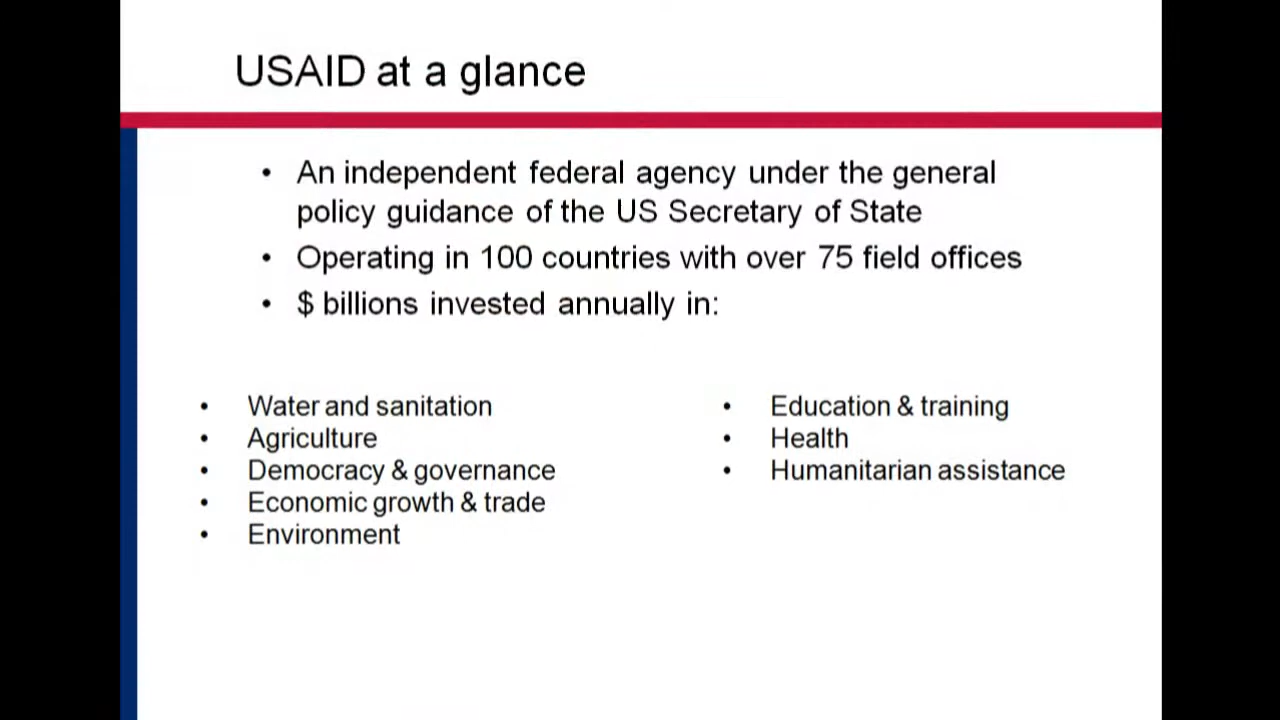 USAID at a glance
• An independent federal agency under the general
policy guidance of the US Secretary of State
• Operating in 100 countries with over 75 field offices
• $ billions invested annually in:
• Water and sanitation
• Agriculture
• Democracy & governance
• Economic growth & trade
• Environment
• Education & training
• Health
• Humanitarian assistance